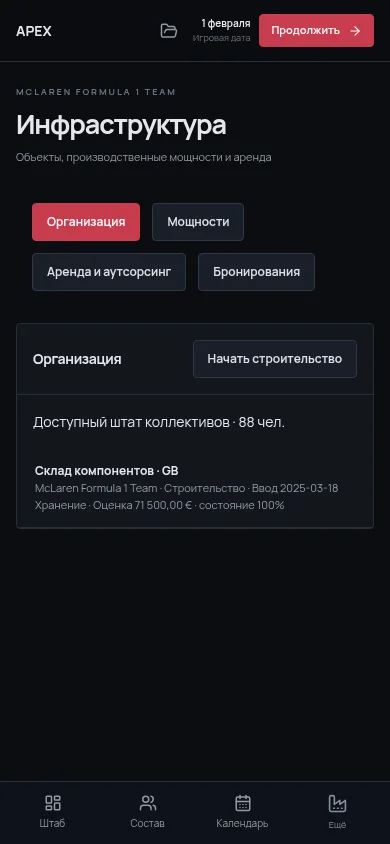 APEX
1 февраля
Игровая дата
Продолжить
MCLAREN FORMULA 1 TEAM
Инфраструктура
Объекты, производственные мощности и аренда
Организация
Мощности
Аренда и аутсорсинг
Бронирования
Организация
Начать строительство
Доступный штат коллективов · 88 чел.
Склад компонентов · GB
McLaren Formula 1 Team · Строительство · Ввод 2025-03-18
Хранение · Оценка 71 500,00 € · состояние 100%
Штаб
Состав
Календарь
Ещё